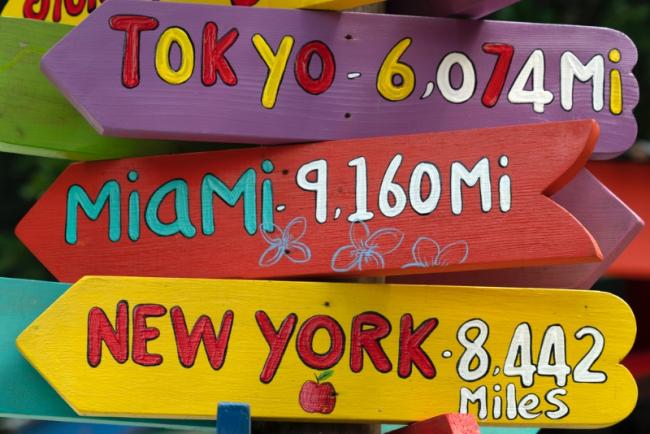 TOKYO - 6,074 Mi
MiaMi - 9,160 Mi
NEW YORK - 8,442
Miles